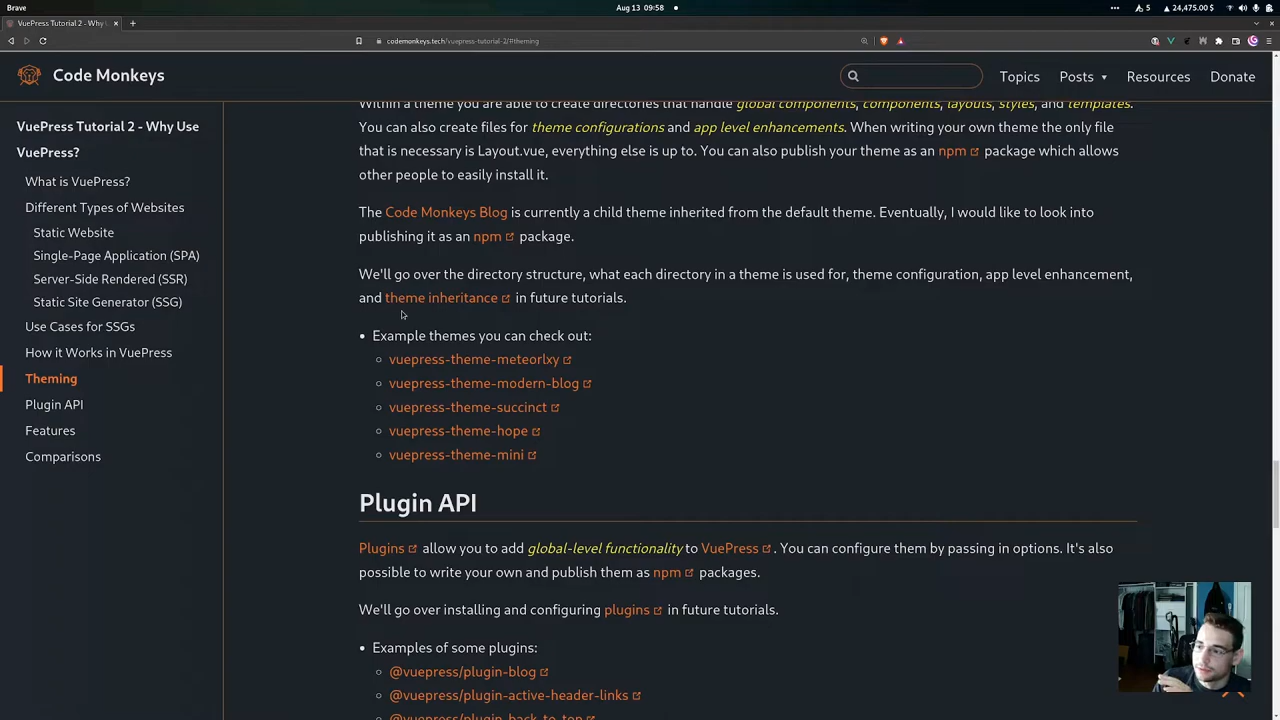 Brave
Aug 13 09:58
5
24,475.00 $
VuePress Tutorial 2 - Why
codemonkeys.tech/vuepress-tutorial-2/#theming
Code Monkeys
Topics
Posts
Resources
Donate
VuePress Tutorial 2 - Why Use
VuePress?
What is VuePress?
Different Types of Websites
Static Website
Single-Page Application (SPA)
Server-Side Rendered (SSR)
Static Site Generator (SSG)
Use Cases for SSGs
How it Works in VuePress
Theming
Plugin API
Features
Comparisons
Within a theme you are able to create directories that handle global components, components, layouts, styles, and templates.
You can also create files for theme configurations and app level enhancements. When writing your own theme the only file
that is necessary is Layout.vue, everything else is up to. You can also publish your theme as an npm package which allows
other people to easily install it.
The Code Monkeys Blog is currently a child theme inherited from the default theme. Eventually, I would like to look into
publishing it as an npm package.
We'll go over the directory structure, what each directory in a theme is used for, theme configuration, app level enhancement,
and theme inheritance in future tutorials.
Example themes you can check out:
vuepress-theme-meteorlxy
vuepress-theme-modern-blog
vuepress-theme-succinct
vuepress-theme-hope
vuepress-theme-mini
Plugin API
Plugins allow you to add global-level functionality to VuePress . You can configure them by passing in options. It's also
possible to write your own and publish them as npm packages.
We'll go over installing and configuring plugins in future tutorials.
Examples of some plugins:
@vuepress/plugin-blog
@vuepress/plugin-active-header-links
@vuepress/plugin-back-to-top